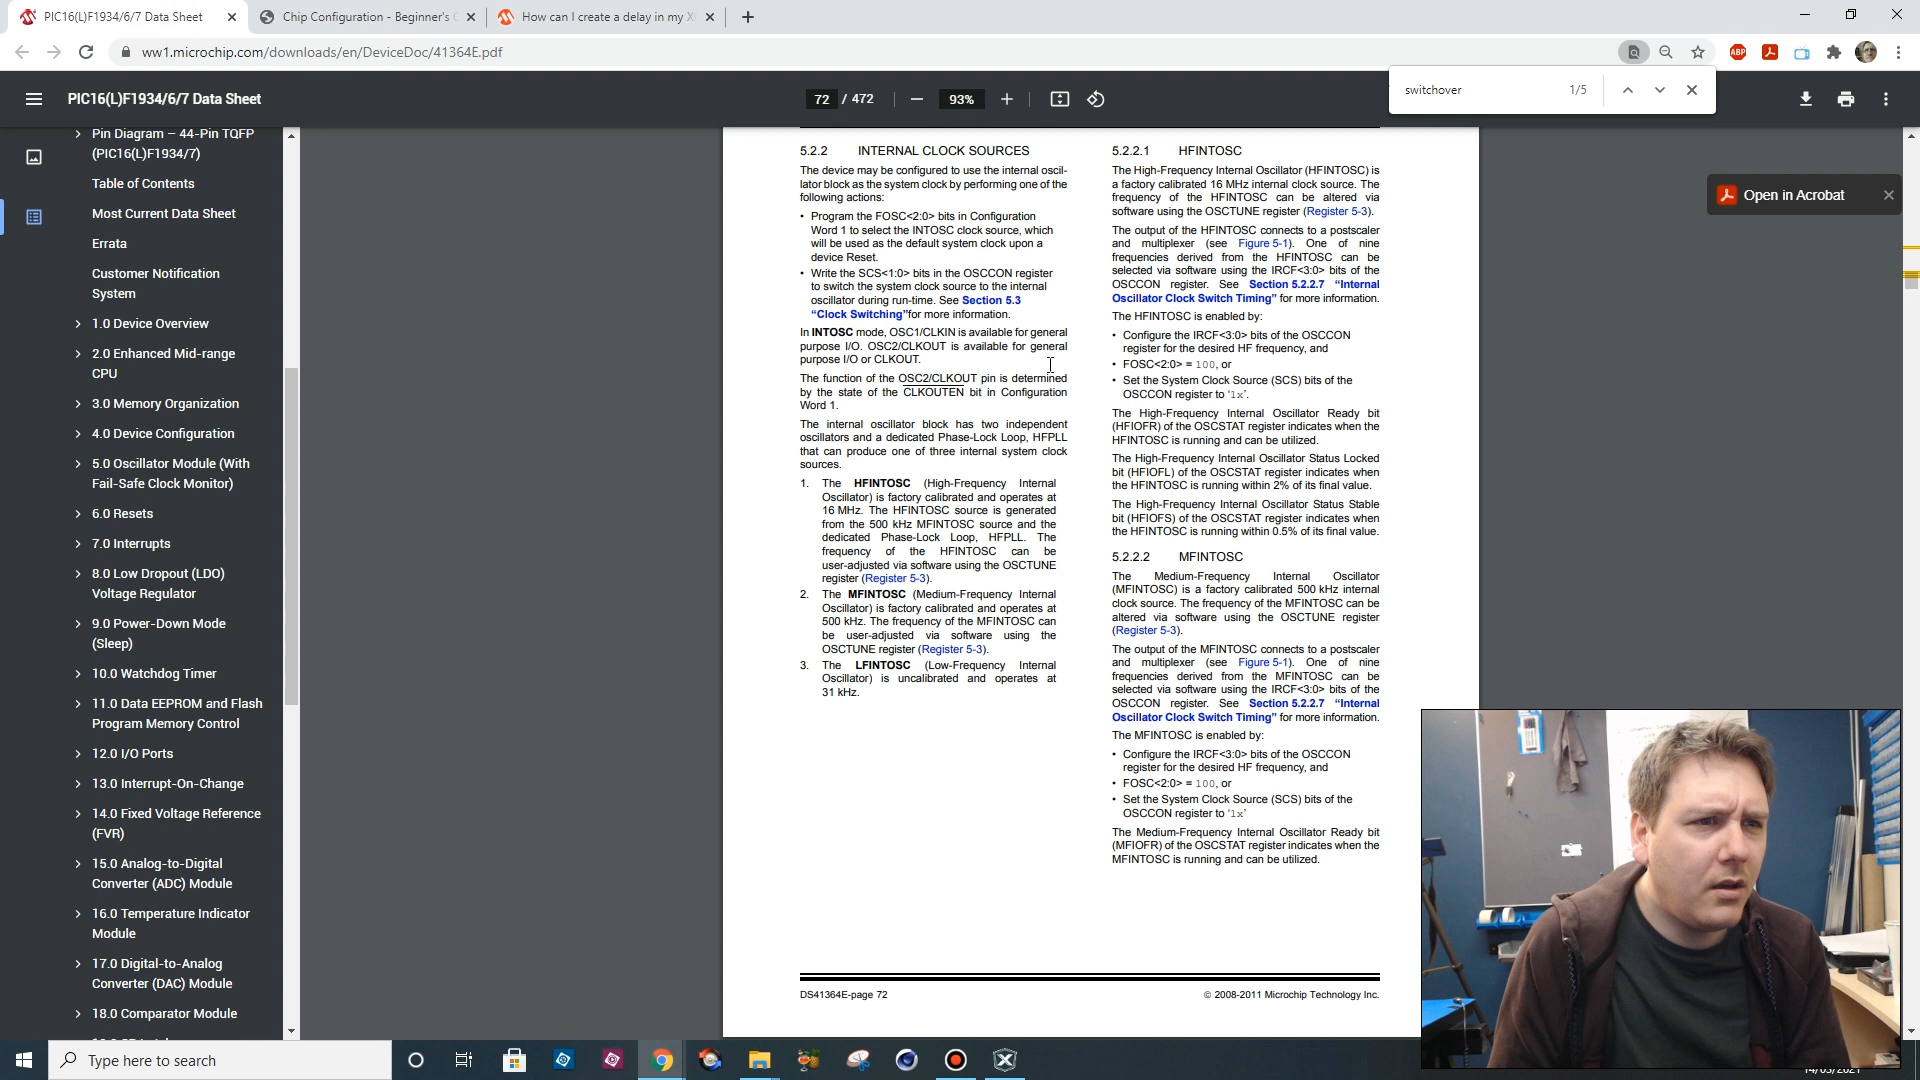 PIC16(L)F1934/6/7 Data Sheet
Chip Configuration - Beginner's
How can I create a delay in my X
ww1.microchip.com/downloads/en/DeviceDoc/41364E.pdf
ABP
switchover
1/5
PIC16(L)F1934/6/7 Data Sheet
72 / 472
93%
Open in Acrobat
Pin Diagram – 44-Pin TQFP
(PIC16(L)F1934/7)
Table of Contents
Most Current Data Sheet
Errata
Customer Notification
System
1.0 Device Overview
2.0 Enhanced Mid-range
CPU
3.0 Memory Organization
4.0 Device Configuration
5.0 Oscillator Module (With
Fail-Safe Clock Monitor)
6.0 Resets
7.0 Interrupts
8.0 Low Dropout (LDO)
Voltage Regulator
9.0 Power-Down Mode
(Sleep)
10.0 Watchdog Timer
11.0 Data EEPROM and Flash
Program Memory Control
12.0 I/O Ports
13.0 Interrupt-On-Change
14.0 Fixed Voltage Reference
(FVR)
15.0 Analog-to-Digital
Converter (ADC) Module
16.0 Temperature Indicator
Module
17.0 Digital-to-Analog
Converter (DAC) Module
18.0 Comparator Module
5.2.2 INTERNAL CLOCK SOURCES
The device may be configured to use the internal oscil-
lator block as the system clock by performing one of the
following actions:
• Program the FOSC<2:0> bits in Configuration
Word 1 to select the INTOSC clock source, which
will be used as the default system clock upon a
device Reset.
• Write the SCS<1:0> bits in the OSCCON register
to switch the system clock source to the internal
oscillator during run-time. See Section 5.3
“Clock Switching”for more information.
In INTOSC mode, OSC1/CLKIN is available for general
purpose I/O. OSC2/CLKOUT is available for general
purpose I/O or CLKOUT.
The function of the OSC2/CLKOUT pin is determined
by the state of the CLKOUTEN bit in Configuration
Word 1.
The internal oscillator block has two independent
oscillators and a dedicated Phase-Lock Loop, HFPLL
that can produce one of three internal system clock
sources.
1. The HFINTOSC (High-Frequency Internal
Oscillator) is factory calibrated and operates at
16 MHz. The HFINTOSC source is generated
from the 500 kHz MFINTOSC source and the
dedicated Phase-Lock Loop, HFPLL. The
frequency of the HFINTOSC can be
user-adjusted via software using the OSCTUNE
register (Register 5-3).
2. The MFINTOSC (Medium-Frequency Internal
Oscillator) is factory calibrated and operates at
500 kHz. The frequency of the MFINTOSC can
be user-adjusted via software using the
OSCTUNE register (Register 5-3).
3. The LFINTOSC (Low-Frequency Internal
Oscillator) is uncalibrated and operates at
31 kHz.
5.2.2.1 HFINTOSC
The High-Frequency Internal Oscillator (HFINTOSC) is
a factory calibrated 16 MHz internal clock source. The
frequency of the HFINTOSC can be altered via
software using the OSCTUNE register (Register 5-3).
The output of the HFINTOSC connects to a postscaler
and multiplexer (see Figure 5-1). One of nine
frequencies derived from the HFINTOSC can be
selected via software using the IRCF<3:0> bits of the
OSCCON register. See Section 5.2.2.7 “Internal
Oscillator Clock Switch Timing” for more information.
The HFINTOSC is enabled by:
• Configure the IRCF<3:0> bits of the OSCCON
register for the desired HF frequency, and
• FOSC<2:0> = 100, or
• Set the System Clock Source (SCS) bits of the
OSCCON register to ‘1x’.
The High-Frequency Internal Oscillator Ready bit
(HFIOFR) of the OSCSTAT register indicates when the
HFINTOSC is running and can be utilized.
The High-Frequency Internal Oscillator Status Locked
bit (HFIOFL) of the OSCSTAT register indicates when
the HFINTOSC is running within 2% of its final value.
The High-Frequency Internal Oscillator Status Stable
bit (HFIOFS) of the OSCSTAT register indicates when
the HFINTOSC is running within 0.5% of its final value.
5.2.2.2 MFINTOSC
The Medium-Frequency Internal Oscillator
(MFINTOSC) is a factory calibrated 500 kHz internal
clock source. The frequency of the MFINTOSC can be
altered via software using the OSCTUNE register
(Register 5-3).
The output of the MFINTOSC connects to a postscaler
and multiplexer (see Figure 5-1). One of nine
frequencies derived from the MFINTOSC can be
selected via software using the IRCF<3:0> bits of the
OSCCON register. See Section 5.2.2.7 “Internal
Oscillator Clock Switch Timing” for more information.
The MFINTOSC is enabled by:
• Configure the IRCF<3:0> bits of the OSCCON
register for the desired HF frequency, and
• FOSC<2:0> = 100, or
• Set the System Clock Source (SCS) bits of the
OSCCON register to ‘1x’
The Medium-Frequency Internal Oscillator Ready bit
(MFIOFR) of the OSCSTAT register indicates when the
MFINTOSC is running and can be utilized.
DS41364E-page 72
© 2008-2011 Microchip Technology Inc.
Type here to search